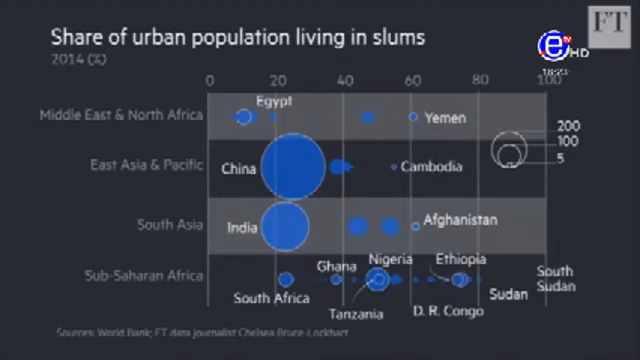 FT
Share of urban population living in slums
2014 (%)
HD
18:23
0 20 40 60 80 100
Egypt
Middle East & North Africa
Yemen
200
100
5
East Asia & Pacific
China
Cambodia
South Asia
India
Afghanistan
Nigeria
Ethiopia
Ghana
Sub-Saharan Africa
South
Sudan
South Africa
Sudan
Tanzania
D. R. Congo
Sources: World Bank; FT data journalist Chelsea Bruce-Lockhart